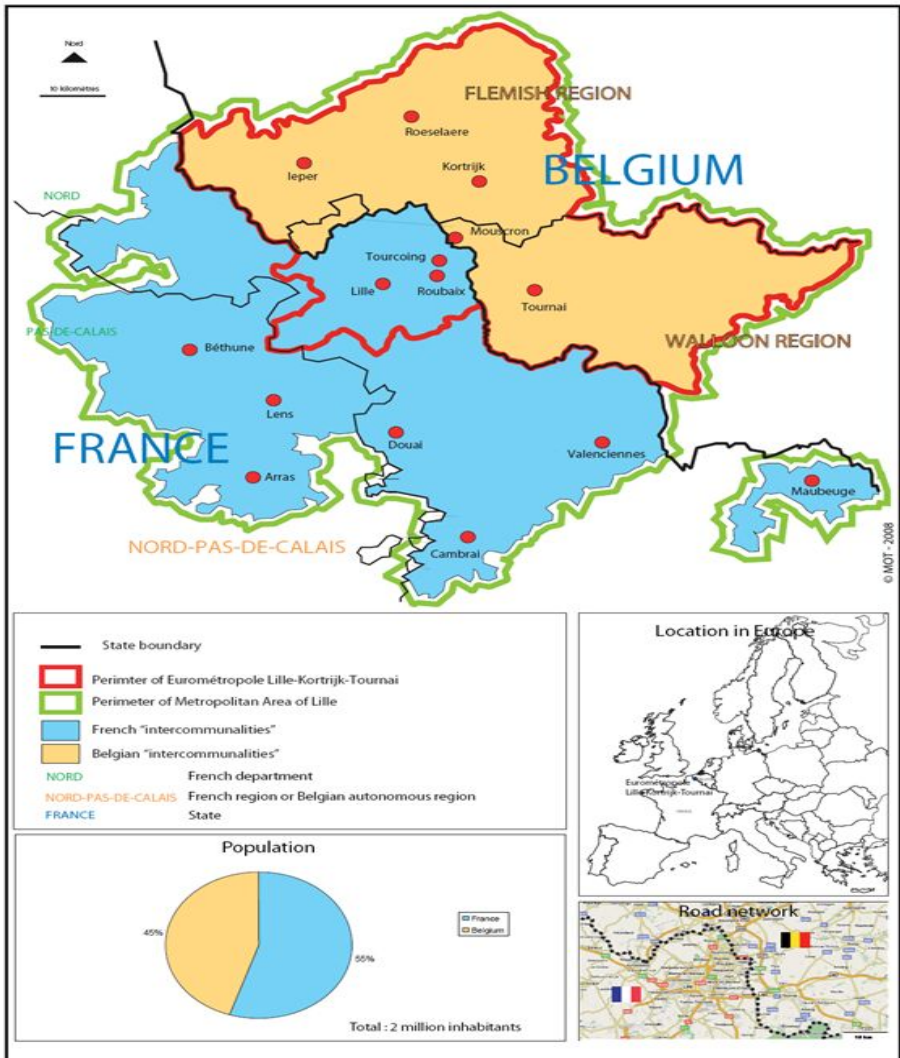 Nord
10 kilomètres
FLEMISH REGION
Roeselaere
BELGIUM
Ieper
Kortrijk
NORD
Mouscron
Tourcoing
Lille
Roubaix
Tournai
PAS-DE-CALAIS
WALLOON REGION
Béthune
Lens
FRANCE
Douai
Valenciennes
Arras
Maubeuge
NORD-PAS-DE-CALAIS
Cambrai
© MOT - 2008
State boundary
Perimter of Eurométropole Lille-Kortrijk-Tournai
Perimeter of Metropolitan Area of Lille
French "intercommunalities"
Belgian "intercommunalities"
NORD French department
NORD-PAS-DE-CALAIS French region or Belgian autonomous region
FRANCE State
Location in Europe
Eurométropole
Lille-Kortrijk-Tournai
Population
45%
55%
France
Belgium
Total : 2 million inhabitants
Road network